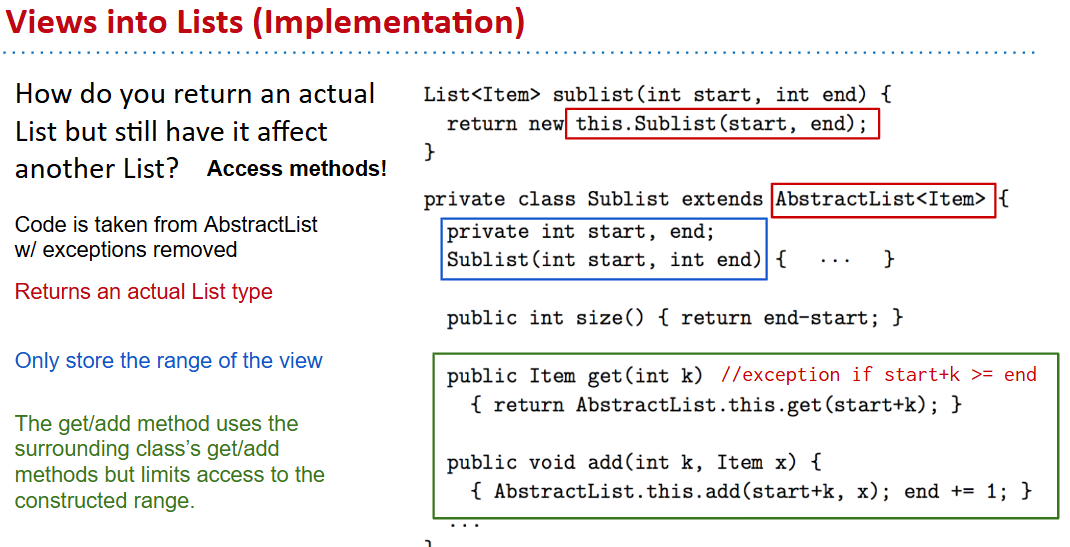 Views into Lists (Implementation)
How do you return an actual
List but still have it affect
another List? Access methods!
Code is taken from AbstractList
w/ exceptions removed
Returns an actual List type
Only store the range of the view
The get/add method uses the
surrounding class's get/add
methods but limits access to the
constructed range.
List<Item> sublist(int start, int end) {
return new this.Sublist(start, end);
}
private class Sublist extends AbstractList<Item> {
private int start, end;
Sublist(int start, int end) { ... }
public int size() { return end-start; }
public Item get(int k) //exception if start+k >= end
{ return AbstractList.this.get(start+k); }
public void add(int k, Item x) {
{ AbstractList.this.add(start+k, x); end += 1; }
...
}